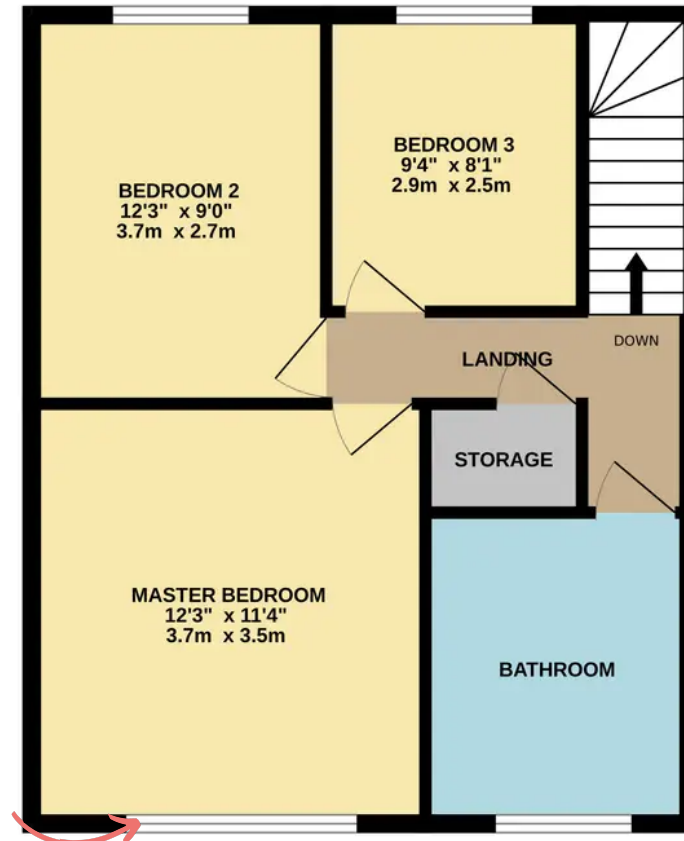 BEDROOM 3
9'4" x 8'1"
2.9m x 2.5m
BEDROOM 2
12'3" x 9'0"
3.7m x 2.7m
DOWN
LANDING
STORAGE
MASTER BEDROOM
12'3" x 11'4"
3.7m x 3.5m
BATHROOM